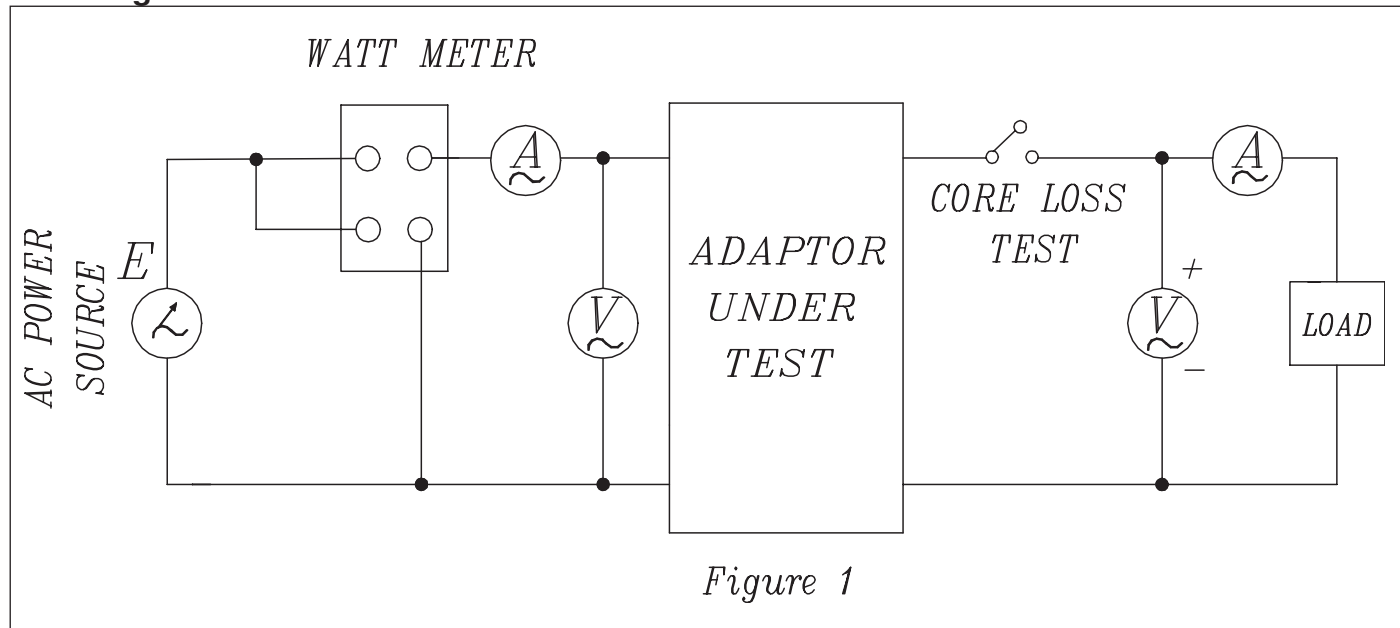 WATT METER
A
A
CORE LOSS
TEST
AC POWER
SOURCE
E
ADAPTOR
UNDER
TEST
V
V
+
−
LOAD
Figure 1